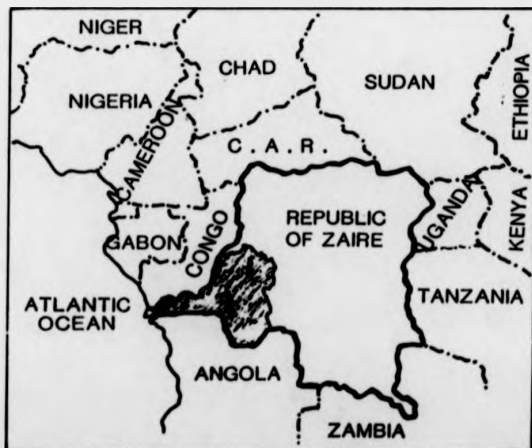 NIGER
CHAD
SUDAN
ETHIOPIA
NIGERIA
CAMEROON
C. A. R.
UGANDA
KENYA
REPUBLIC
OF ZAIRE
CONGO
GABON
TANZANIA
ATLANTIC
OCEAN
ANGOLA
ZAMBIA